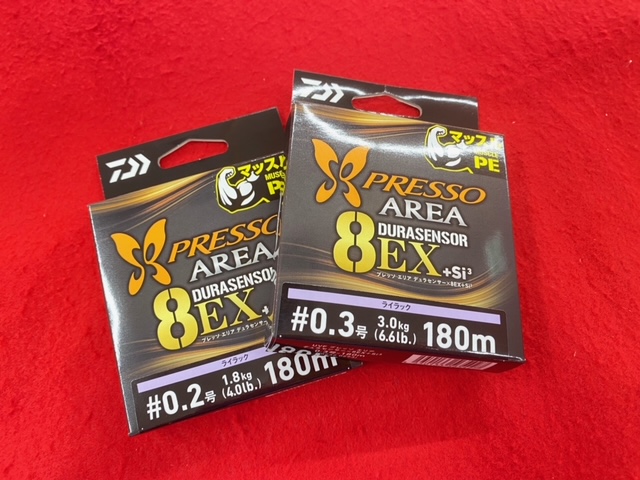 マッスル
MUSCLE
PE
PRESSO
AREA
DURASENSOR
8EX+Si³
プレッソ・エリア デュラセンサー×8EX+Si³
ライラック
#0.3号 3.0kg (6.6lb.) 180m
マッスル
PRESSO
AREA
DURASENSOR
8EX+
プレッソ・エリア デュラセンサー
ライラック
#0.2号 1.8kg (4.0lb.) 180m